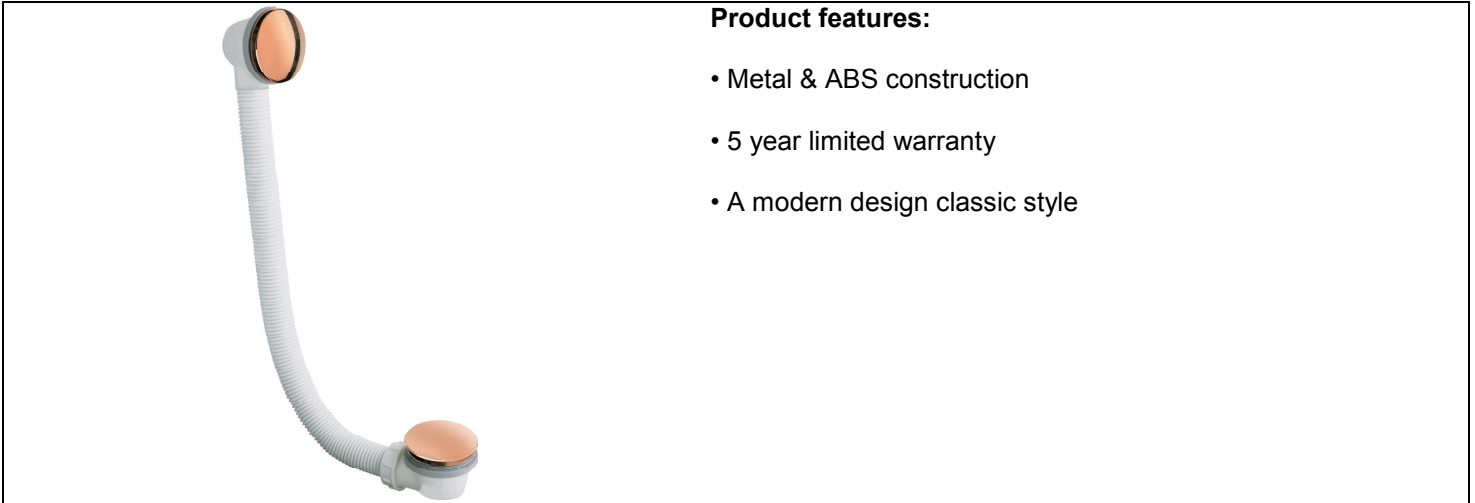 Product features:
• Metal & ABS construction
• 5 year limited warranty
• A modern design classic style